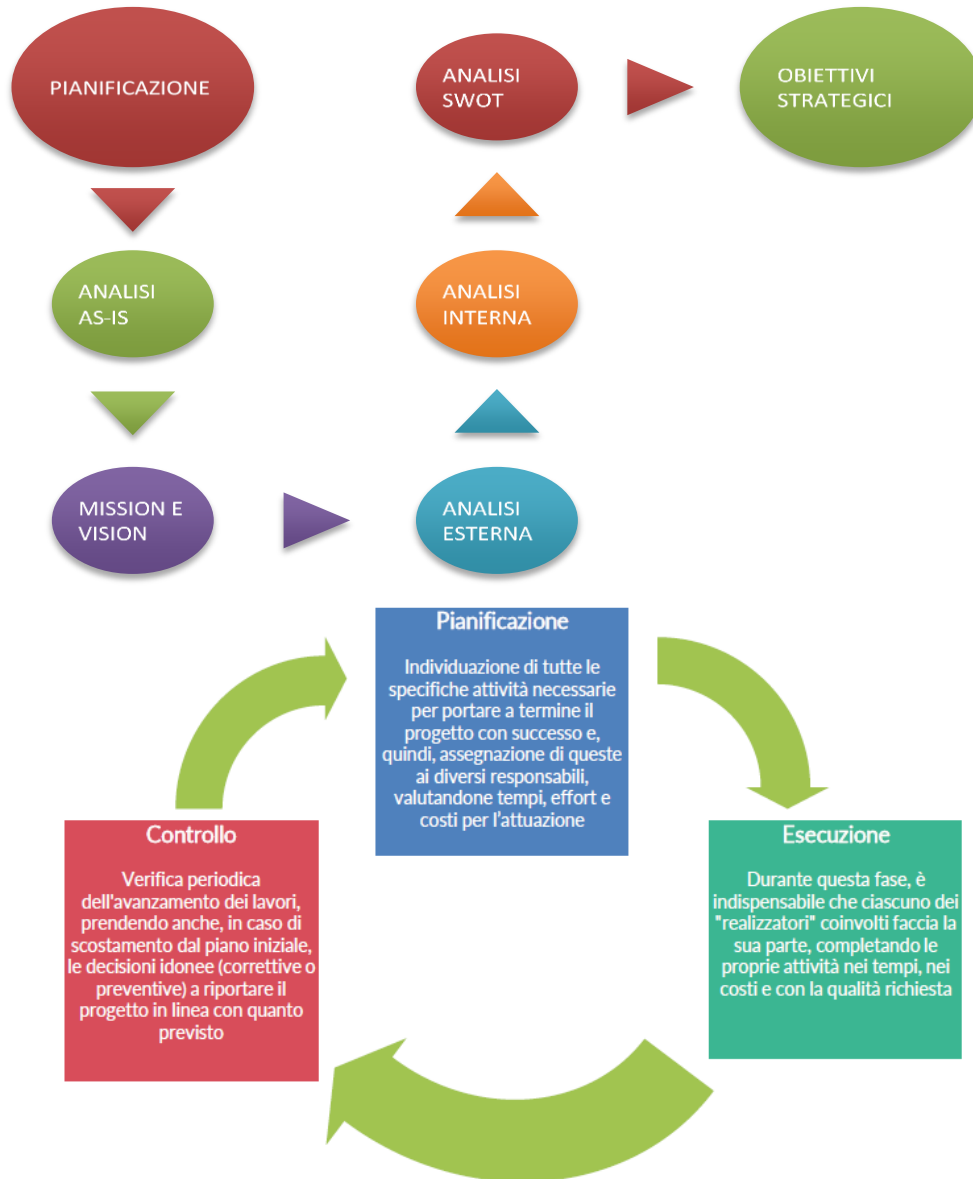 PIANIFICAZIONE
ANALISI
AS-IS
MISSION E
VISION
ANALISI
ESTERNA
ANALISI
INTERNA
ANALISI
SWOT
OBIETTIVI
STRATEGICI
Pianificazione
Individuazione di tutte le
specifiche attività necessarie
per portare a termine il
progetto con successo e,
quindi, assegnazione di queste
ai diversi responsabili,
valutandone tempi, effort e
costi per l'attuazione
Esecuzione
Durante questa fase, è
indispensabile che ciascuno dei
"realizzatori" coinvolti faccia la
sua parte, completando le
proprie attività nei tempi, nei
costi e con la qualità richiesta
Controllo
Verifica periodica
dell'avanzamento dei lavori,
prendendo anche, in caso di
scostamento dal piano iniziale,
le decisioni idonee (correttive o
preventive) a riportare il
progetto in linea con quanto
previsto